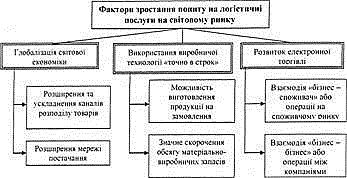 Фактори зростання попиту на логістичні
послуги на світовому ринку
Глобалізація світової
економіки
Використання виробничої
технології «точно в строк»
Розвиток електронної
торгівлі
Розширення та
ускладнення каналів
розподілу товарів
Розширення мережі
постачання
Можливість
виготовлення
продукції на
замовлення
Значне скорочення
обсягу матеріально-
виробничих запасів
Взаємодія «бізнес –
споживач» або
операції на
споживчому ринку
Взаємодія «бізнес –
бізнес» або
операції між
компаніями